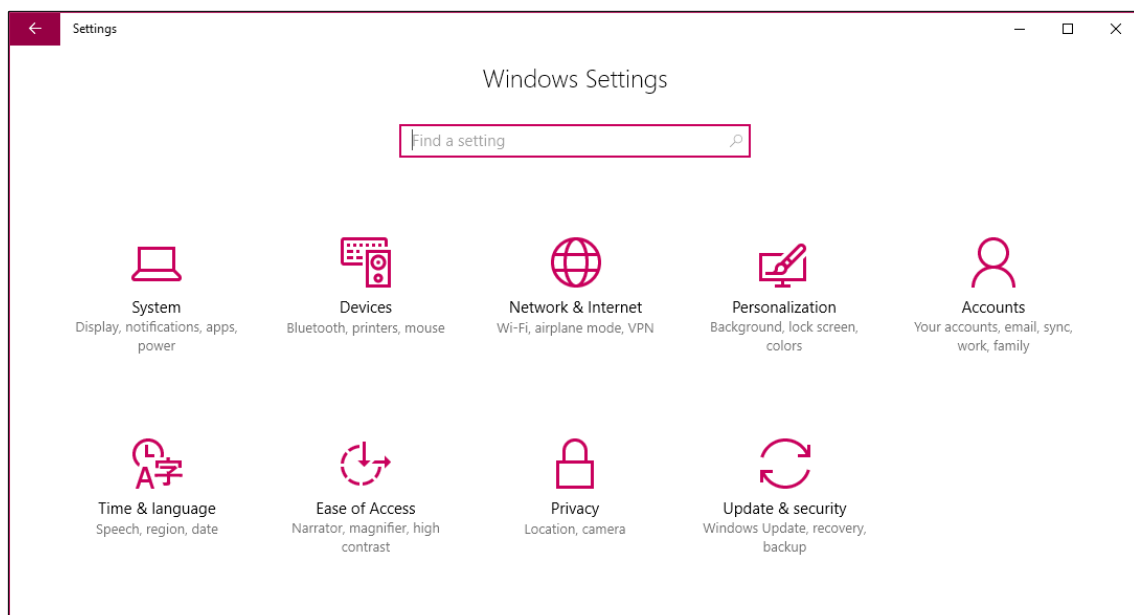 Settings
Windows Settings
Find a setting
System
Display, notifications, apps,
power
Devices
Bluetooth, printers, mouse
Network & Internet
Wi-Fi, airplane mode, VPN
Personalization
Background, lock screen,
colors
Accounts
Your accounts, email, sync,
work, family
A字
Time & language
Speech, region, date
Ease of Access
Narrator, magnifier, high
contrast
Privacy
Location, camera
Update & security
Windows Update, recovery,
backup